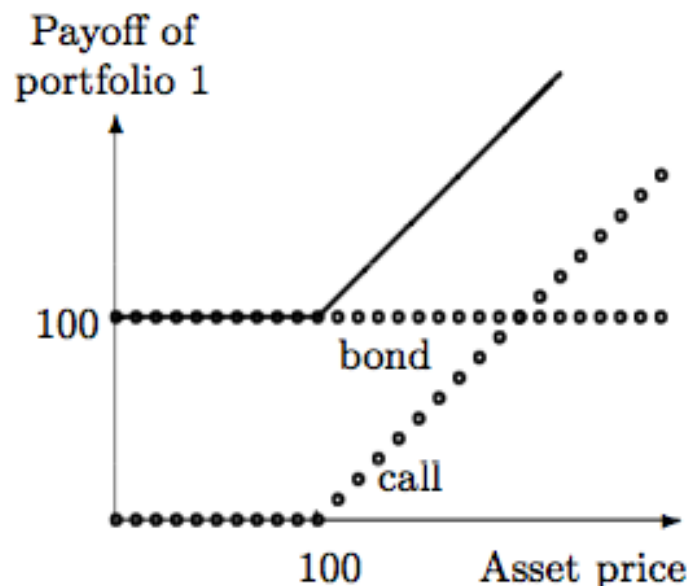 Payoff of
portfolio 1
100
bond
call
100
Asset price